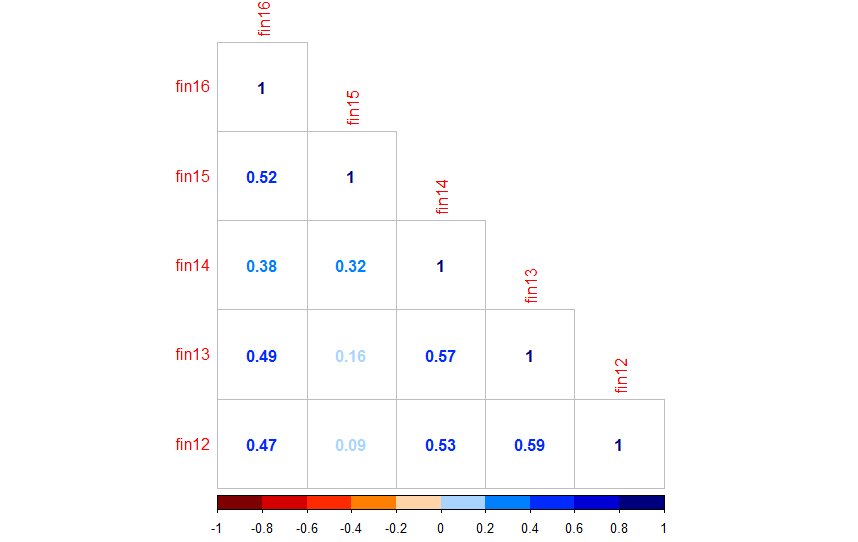 fin16
fin16 1
fin15
fin15 0.52 1
fin14
fin14 0.38 0.32 1
fin13
fin13 0.49 0.16 0.57 1
fin12
fin12 0.47 0.09 0.53 0.59 1
-1 -0.8 -0.6 -0.4 -0.2 0 0.2 0.4 0.6 0.8 1